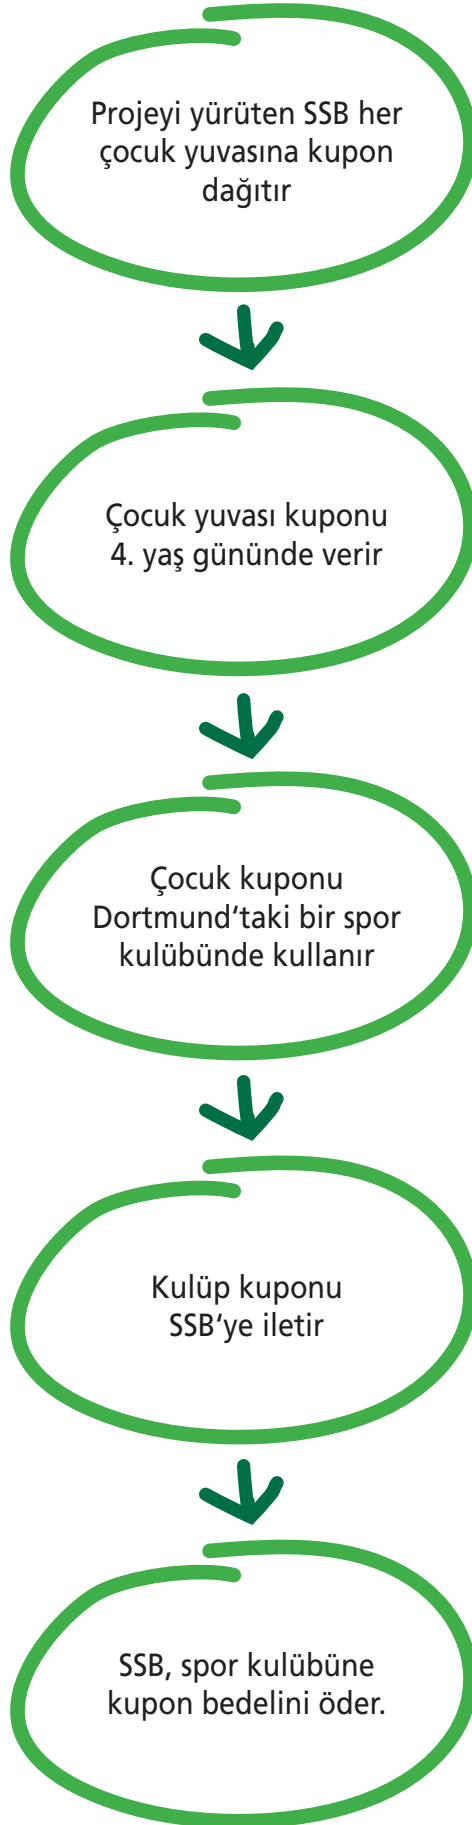 Projeyi yürüten SSB her
çocuk yuvasına kupon
dağıtır
Çocuk yuvası kuponu
4. yaş gününde verir
Çocuk kuponu
Dortmund‘taki bir spor
kulübünde kullanır
Kulüp kuponu
SSB‘ye iletir
SSB, spor kulübüne
kupon bedelini öder.